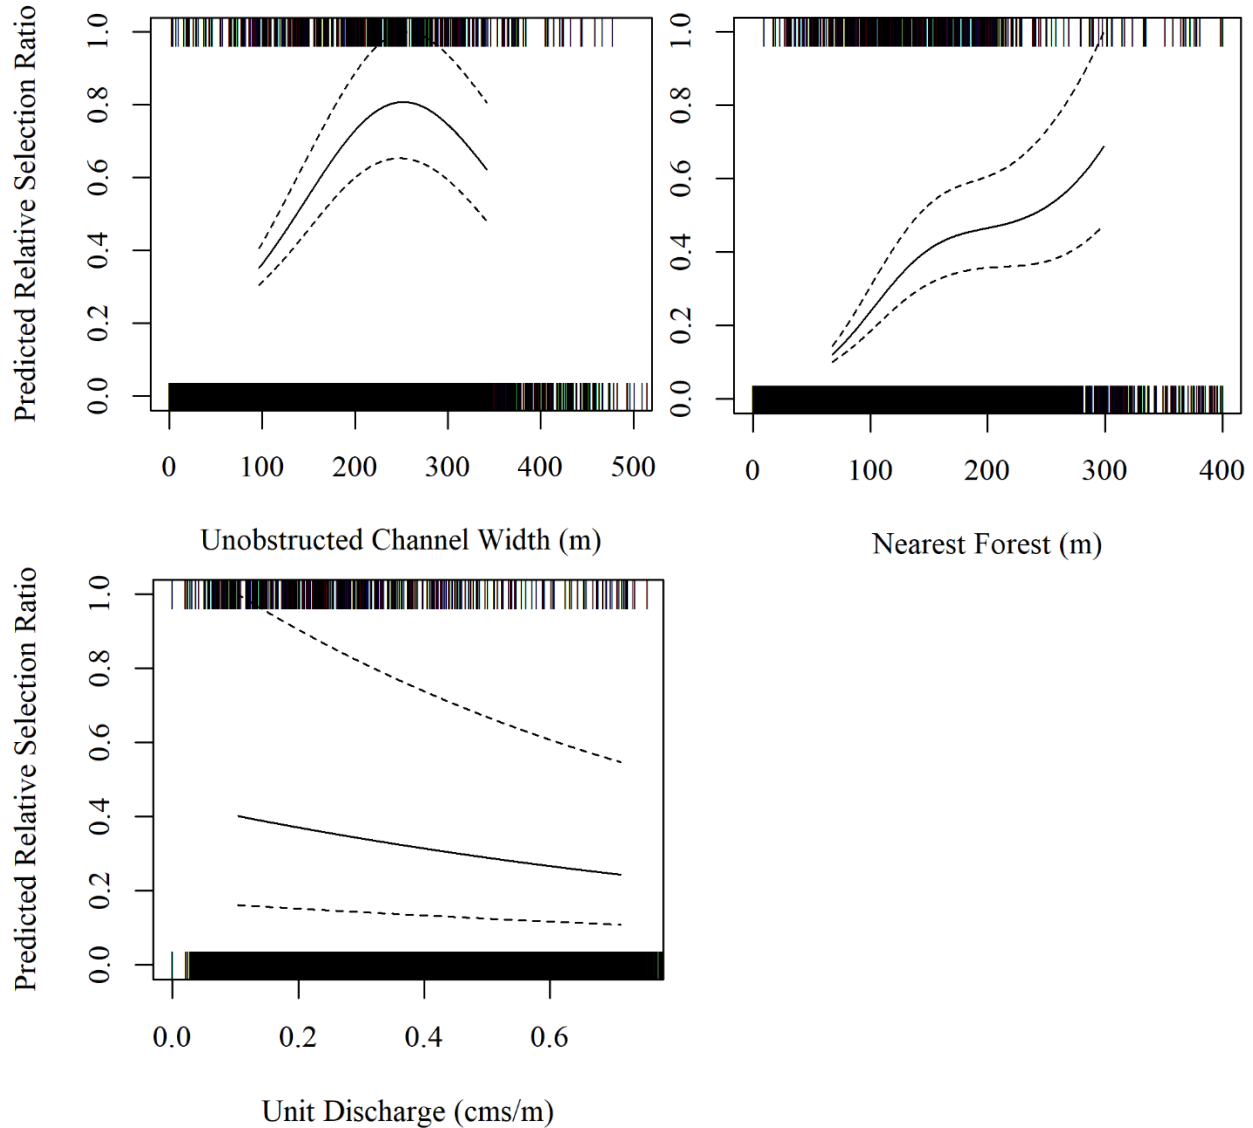 Predicted Relative Selection Ratio
1.0
0.8
0.6
0.4
0.2
0.0
0 100 200 300 400 500
Unobstructed Channel Width (m)
1.0
0.8
0.6
0.4
0.2
0.0
0 100 200 300 400
Nearest Forest (m)
Predicted Relative Selection Ratio
1.0
0.8
0.6
0.4
0.2
0.0
0.0 0.2 0.4 0.6
Unit Discharge (cms/m)